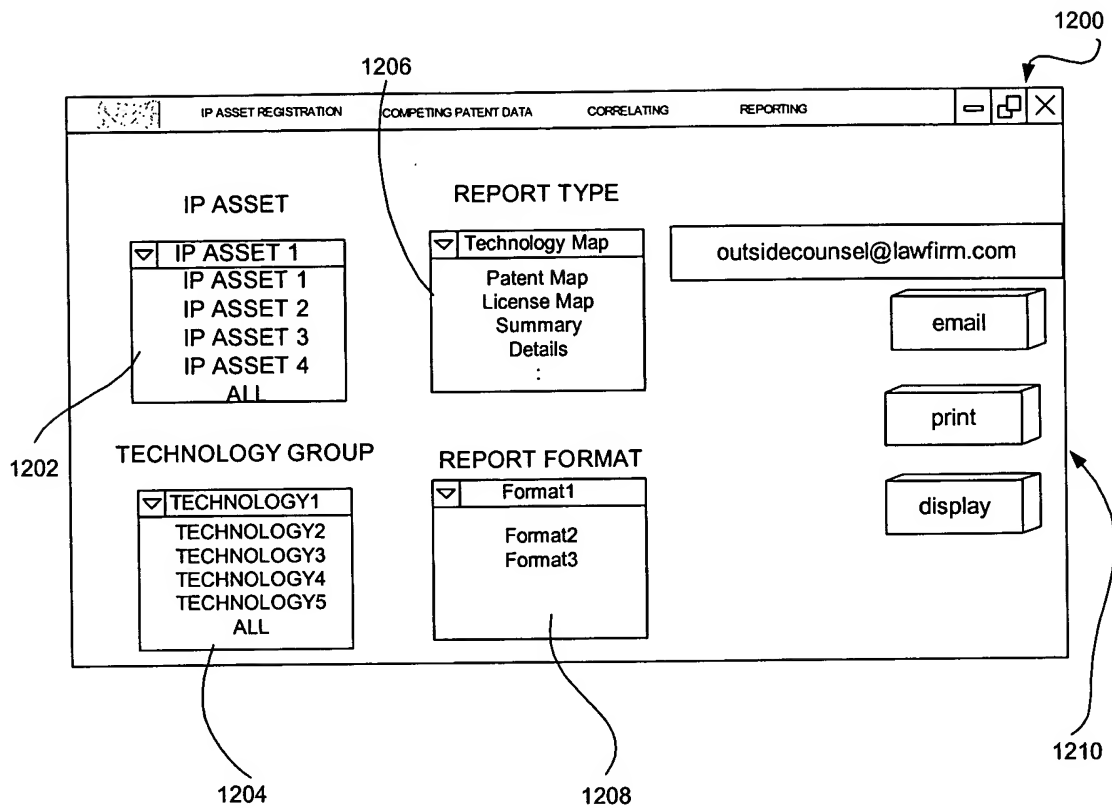 1200
1206
IP ASSET REGISTRATION COMPETING PATENT DATA CORRELATING REPORTING
IP ASSET
IP ASSET 1
IP ASSET 1
IP ASSET 2
IP ASSET 3
IP ASSET 4
ALL
REPORT TYPE
Technology Map
Patent Map
License Map
Summary
Details
:
outsidecounsel@lawfirm.com
email
print
display
1202
TECHNOLOGY GROUP
TECHNOLOGY1
TECHNOLOGY2
TECHNOLOGY3
TECHNOLOGY4
TECHNOLOGY5
ALL
REPORT FORMAT
Format1
Format2
Format3
1210
1204
1208